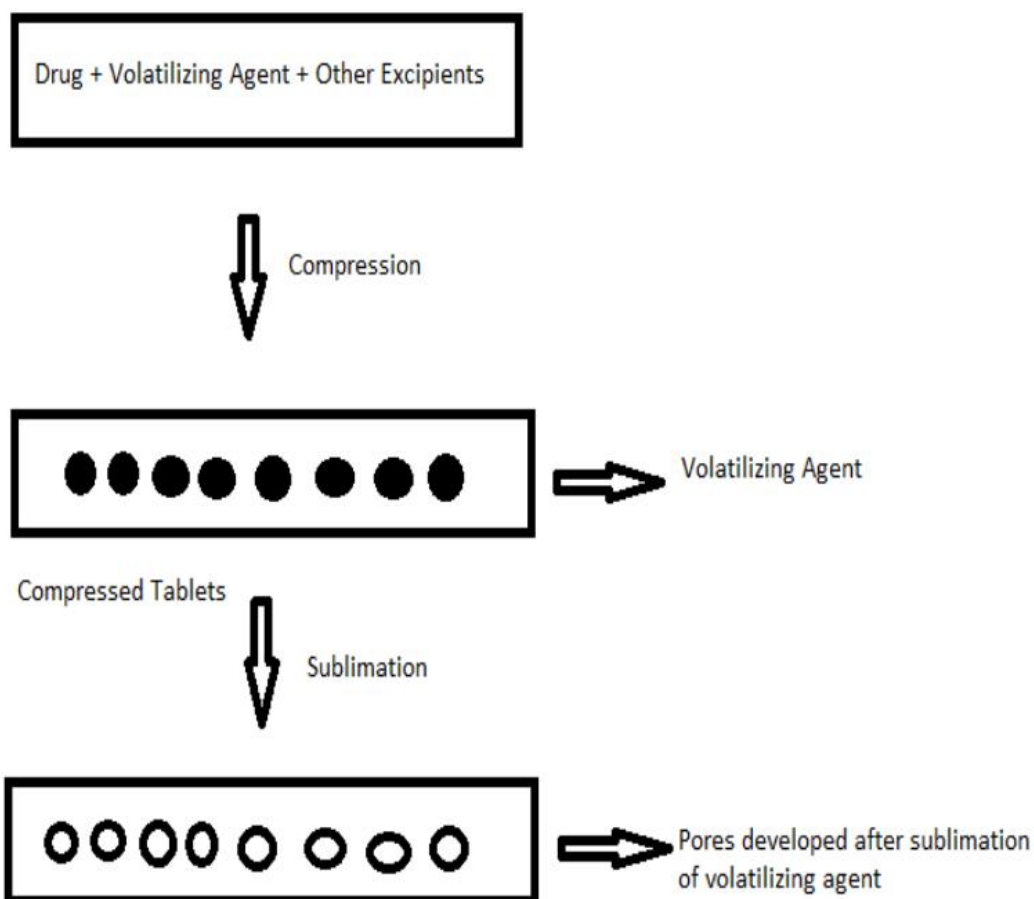 Drug + Volatilizing Agent + Other Excipients
Compression
Volatilizing Agent
Compressed Tablets
Sublimation
Pores developed after sublimation
of volatilizing agent